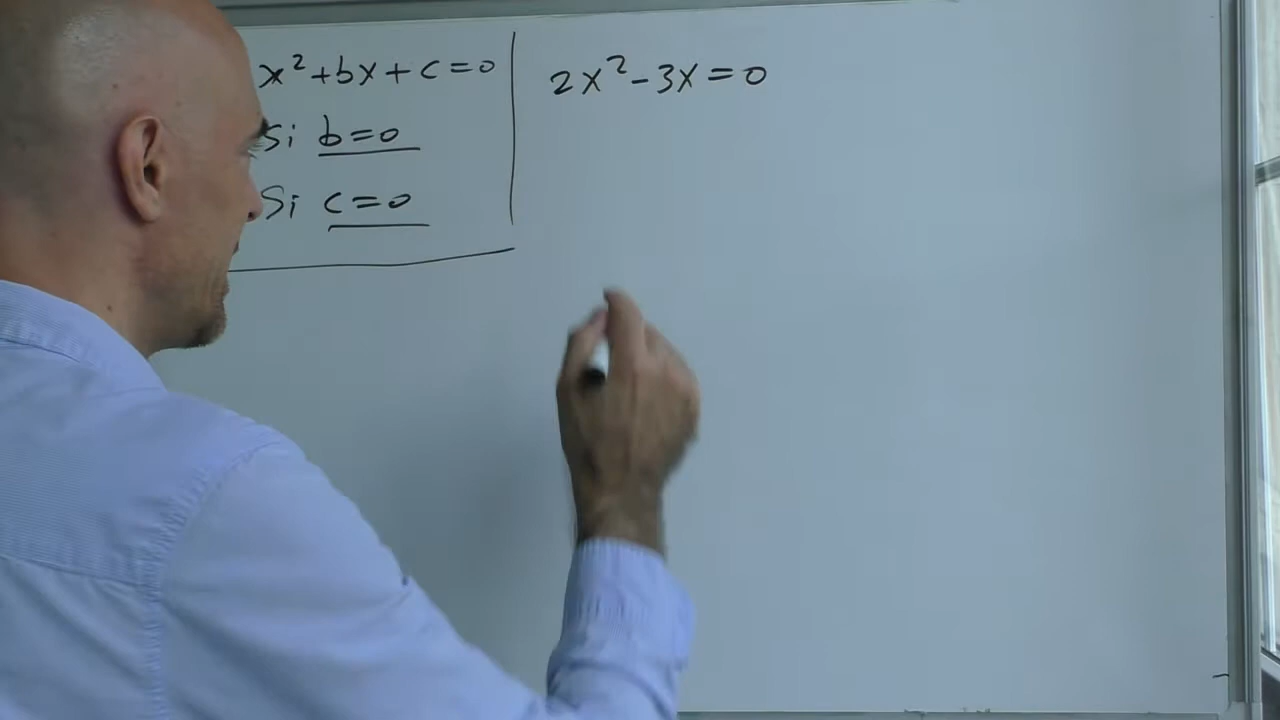 x²+bx+c=0
Si b=0
Si c=0
2x²-3x=0